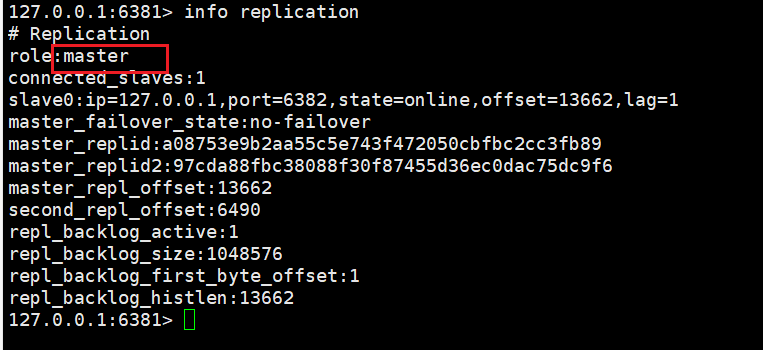 127.0.0.1:6381> info replication
# Replication
role:master
connected_slaves:1
slave0:ip=127.0.0.1,port=6382,state=online,offset=13662,lag=1
master_failover_state:no-failover
master_replid:a08753e9b2aa55c5e743f472050cbfbc2cc3fb89
master_replid2:97cda88fbc38088f30f87455d36ec0dac75dc9f6
master_repl_offset:13662
second_repl_offset:6490
repl_backlog_active:1
repl_backlog_size:1048576
repl_backlog_first_byte_offset:1
repl_backlog_histlen:13662
127.0.0.1:6381>